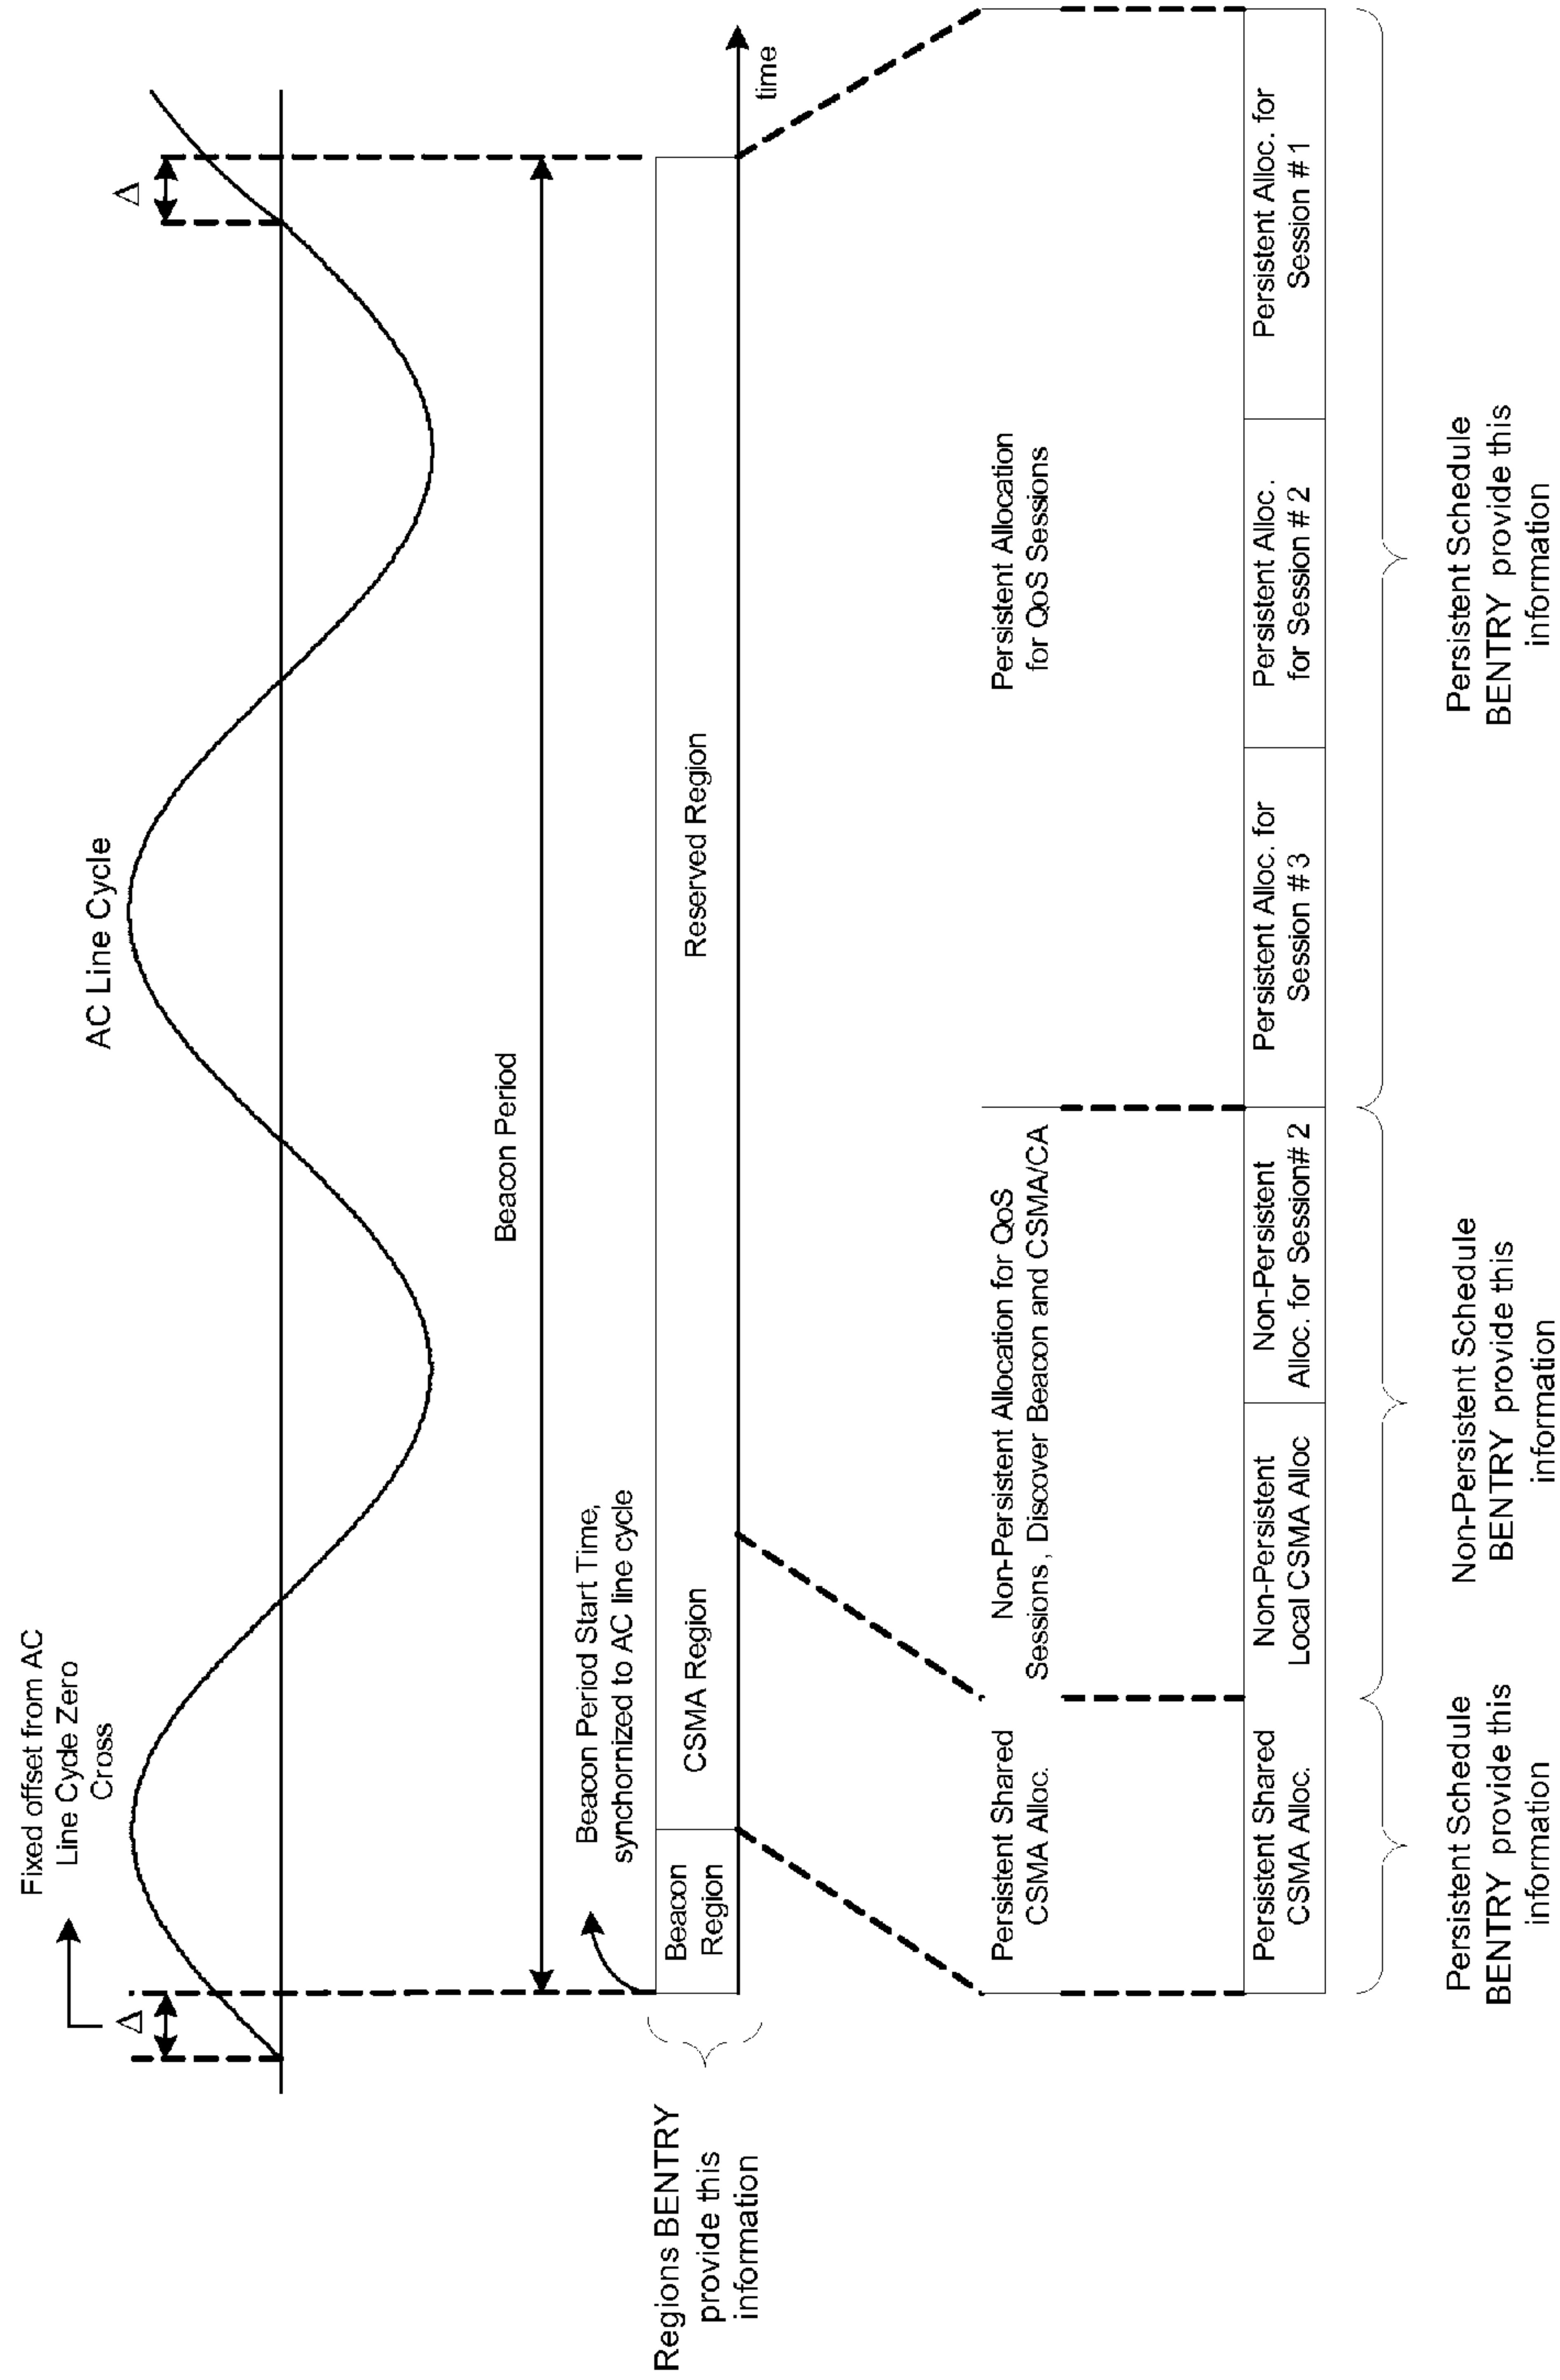 Fixed offset from AC
Line Cycle Zero
Cross
Δ
AC Line Cycle
Δ
Beacon Period
Beacon Period Start Time,
synchornized to AC line cycle
Regions BENTRY
provide this
information
Beacon
Region
CSMA Region
Reserved Region
time
Persistent Shared
CSMA Alloc.
Non-Persistent Allocation for QoS
Sessions, Discover Beacon and CSMA/CA
Persistent Allocation
for QoS Sessions
Persistent Shared
CSMA Alloc.
Non-Persistent
Local CSMA Alloc
Non-Persistent
Alloc. for Session# 2
Persistent Alloc. for
Session #3
Persistent Alloc.
for Session # 2
Persistent Alloc. for
Session #1
Persistent Schedule
BENTRY provide this
information
Non-Persistent Schedule
BENTRY provide this
information
Persistent Schedule
BENTRY provide this
information